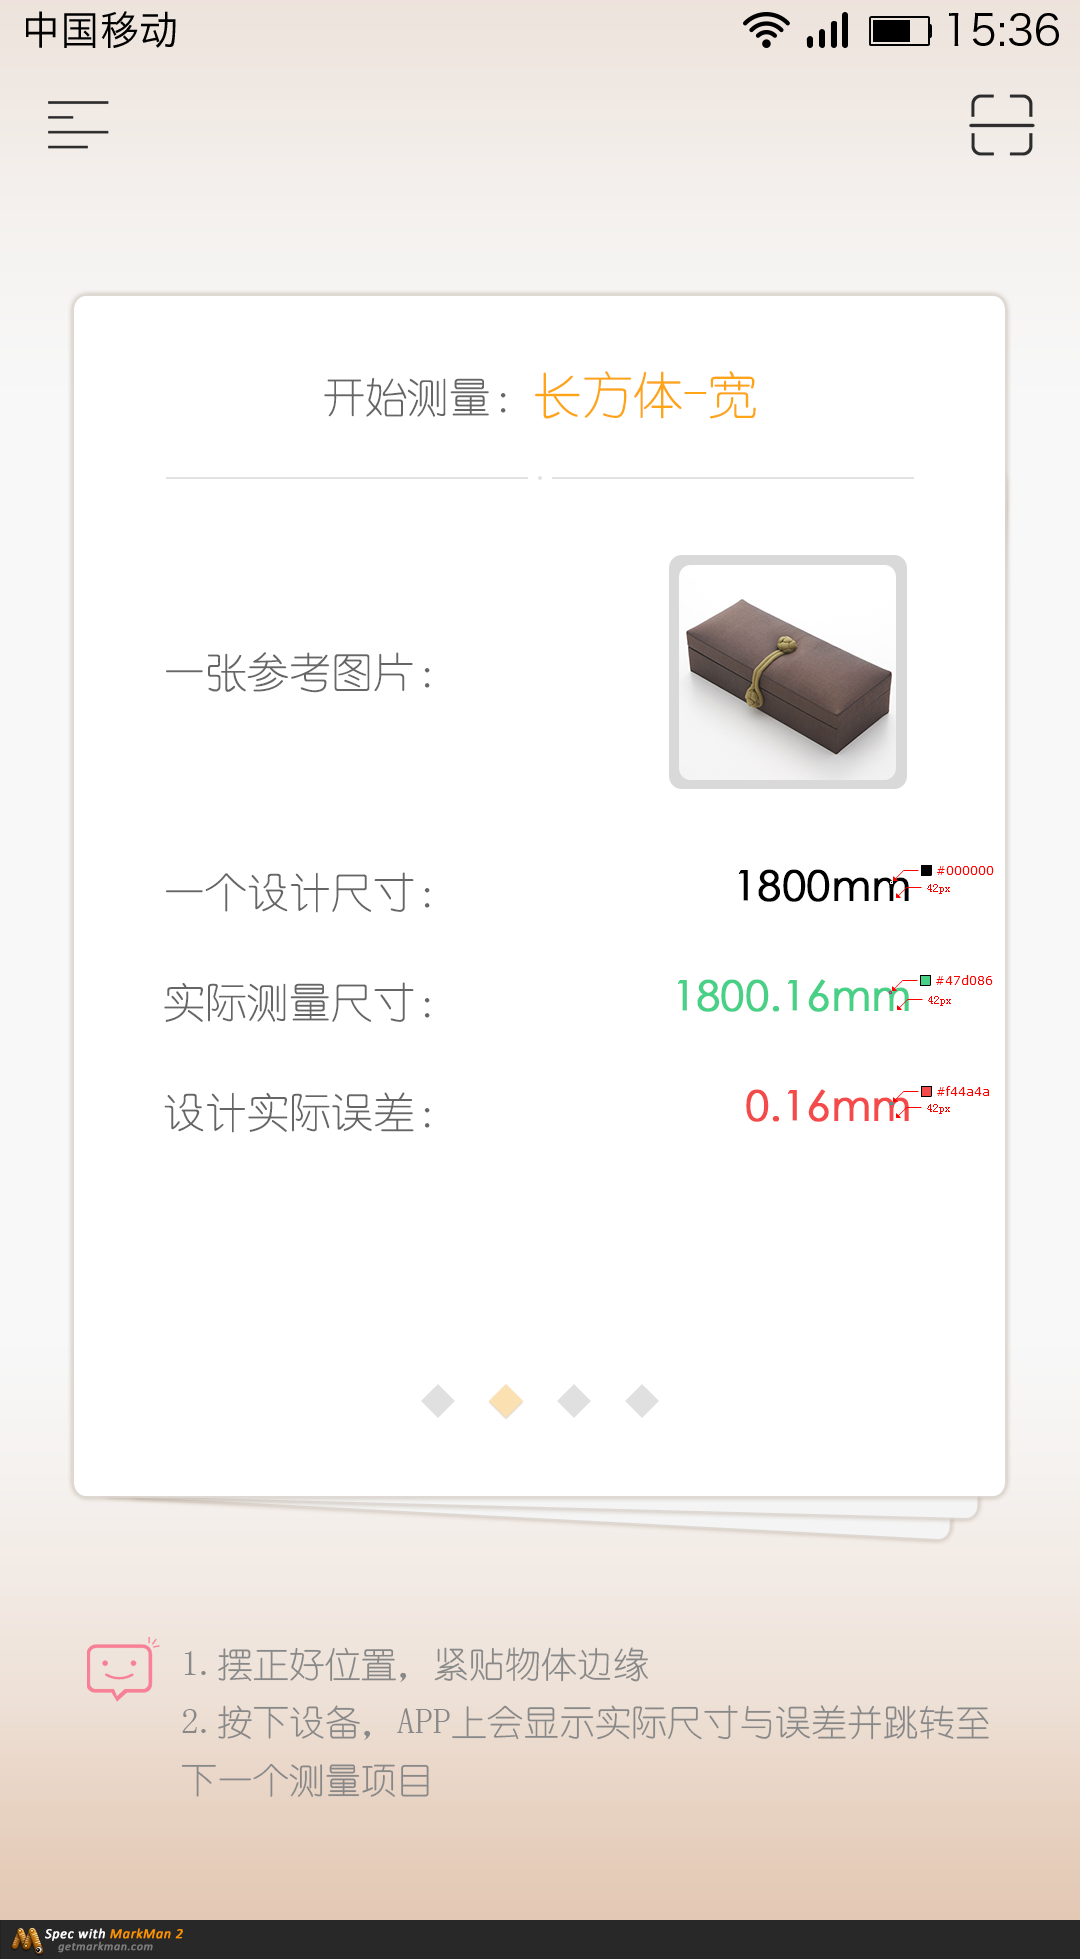 中国移动 15:36
开始测量：长方体-宽
一张参考图片：
一个设计尺寸： 1800mm #000000
42px
实际测量尺寸： 1800.16mm #47d086
42px
设计实际误差： 0.16mm #f44a4a
42px
1.摆正好位置，紧贴物体边缘
2.按下设备，APP上会显示实际尺寸与误差并跳转至
下一个测量项目
Spec with MarkMan 2
getmarkman.com